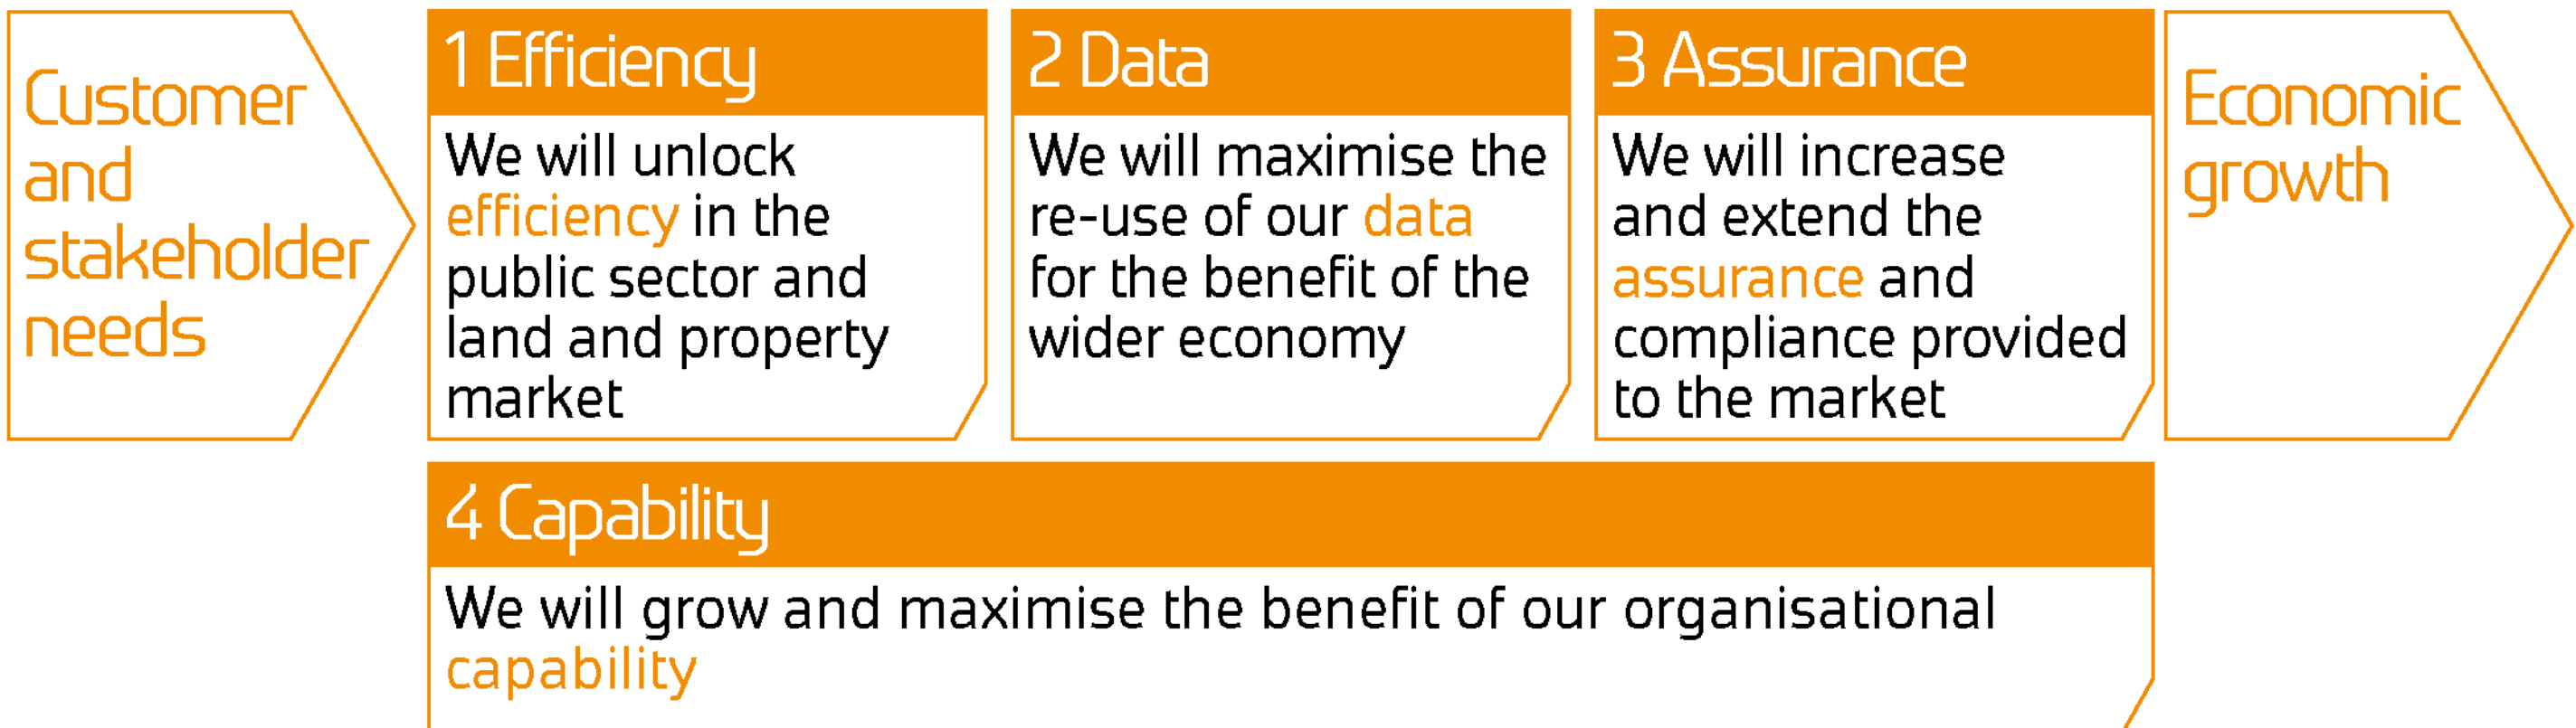 Customer
and
stakeholder
needs
1 Efficiency
We will unlock
efficiency in the
public sector and
land and property
market
2 Data
We will maximise the
re-use of our data
for the benefit of the
wider economy
3 Assurance
We will increase
and extend the
assurance and
compliance provided
to the market
Economic
growth
4 Capability
We will grow and maximise the benefit of our organisational
capability